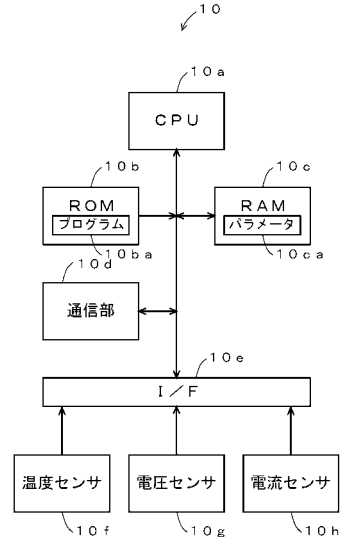 10
10a
CPU
10b
ROM
プログラム
10ba
10c
RAM
パラメータ
10ca
10d
通信部
10e
I/F
温度センサ
電圧センサ
電流センサ
10f
10g
10h